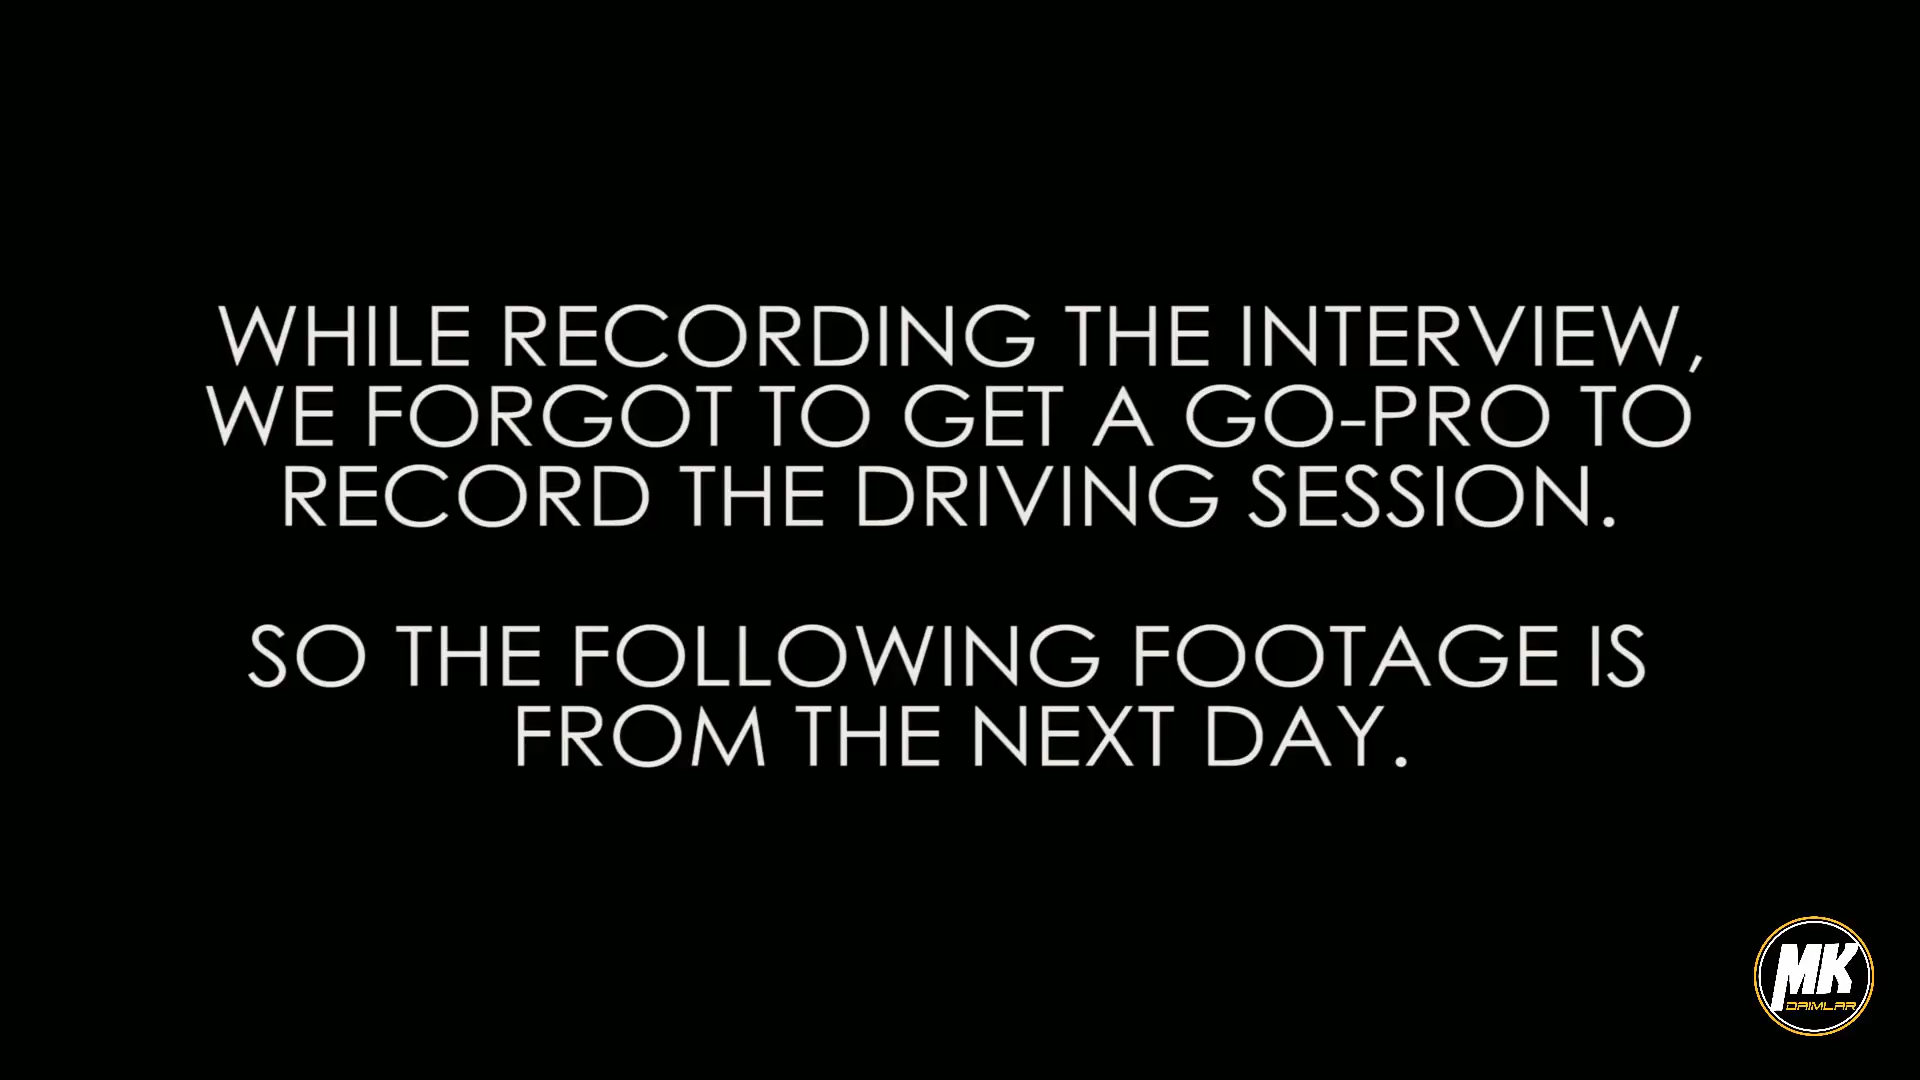 WHILE RECORDING THE INTERVIEW,
WE FORGOT TO GET A GO-PRO TO
RECORD THE DRIVING SESSION.
SO THE FOLLOWING FOOTAGE IS
FROM THE NEXT DAY.
MK
DAIMLAR